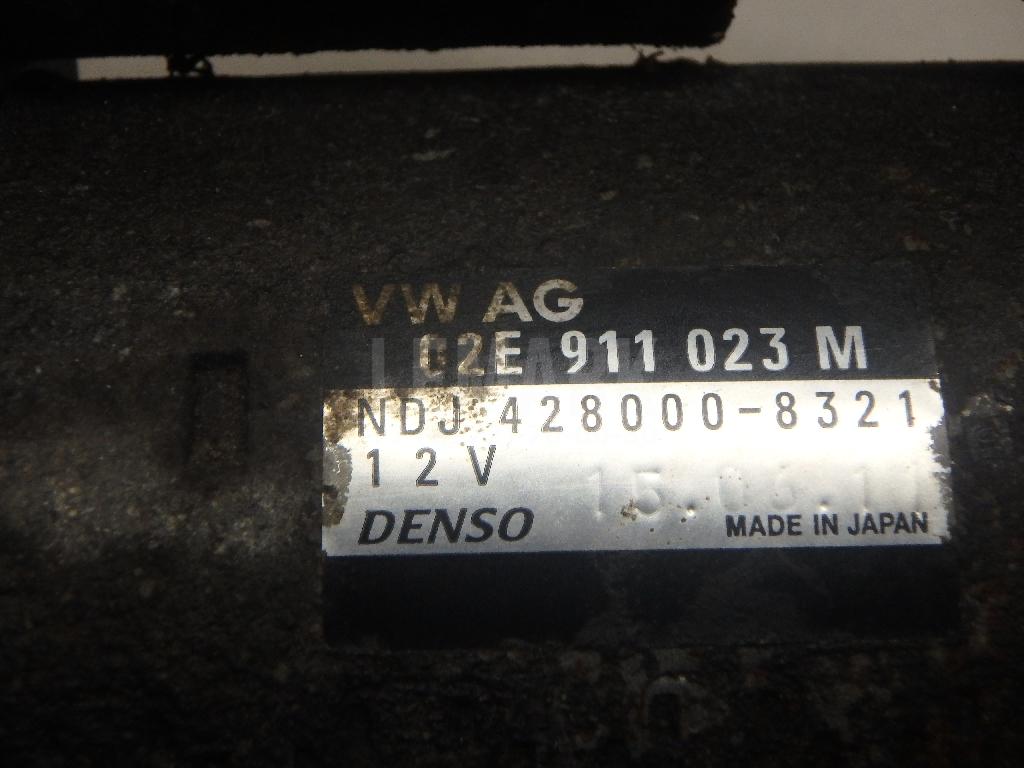 VW AG
02E 911 023 M
NDJ 428000-8321
12V
DENSO
MADE IN JAPAN